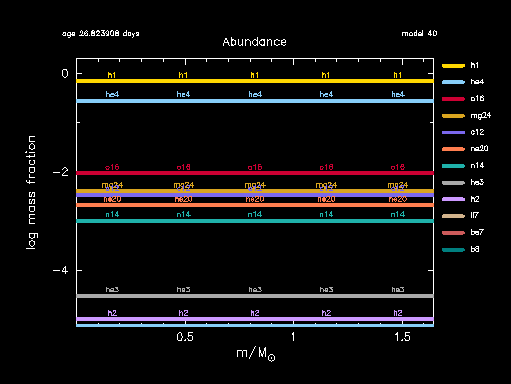 age 26.823908 days
model 40
Abundance
h1 h1 h1 h1 h1
he4 he4 he4 he4 he4
o16 o16 o16 o16 o16
mg24 mg24 mg24 mg24 mg24
ne20 ne20 ne20 ne20 ne20
n14 n14 n14 n14 n14
he3 he3 he3 he3 he3
h2 h2 h2 h2 h2
0
−2
−4
log mass fraction
0.5 1 1.5
m/M☉
h1
he4
o16
mg24
c12
ne20
n14
he3
h2
li7
be7
b8